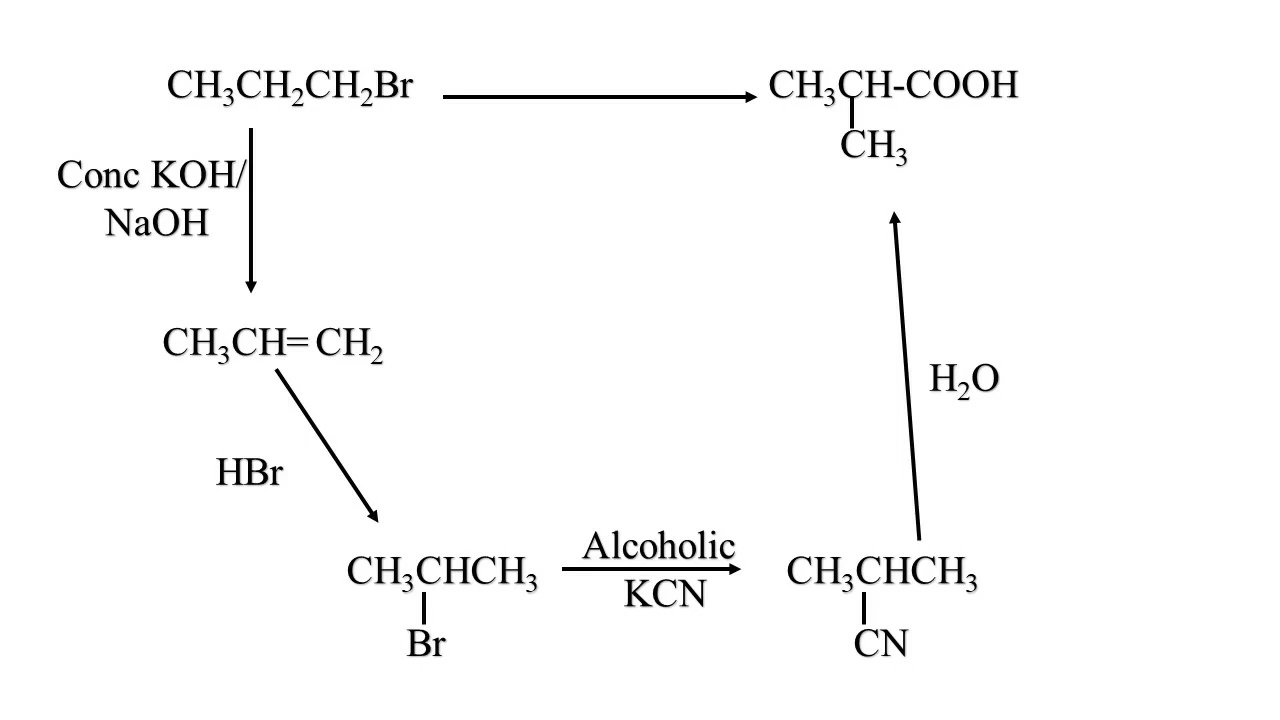 CH₃CH₂CH₂Br
CH₃CH-COOH
CH₃
Conc KOH/
NaOH
CH₃CH= CH₂
HBr
H₂O
Alcoholic
KCN
CH₃CHCH₃
Br
CH₃CHCH₃
CN